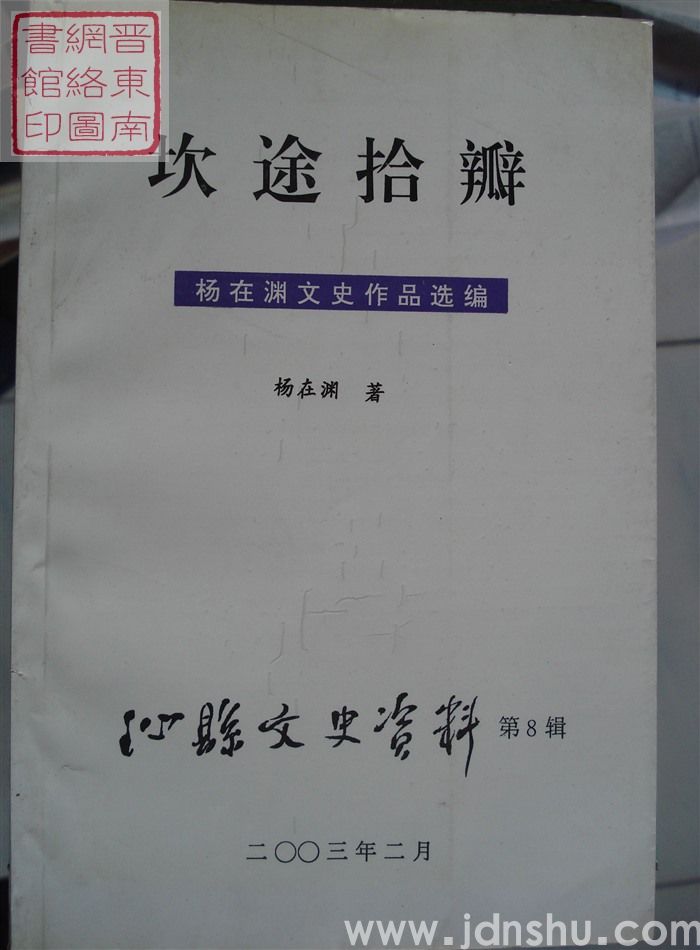 晋東南
網絡圖
書館印
坎途拾瓣
杨在渊文史作品选编
杨在渊 著
沁縣文史资料 第8辑
二〇〇三年二月
www.jdnshu.com